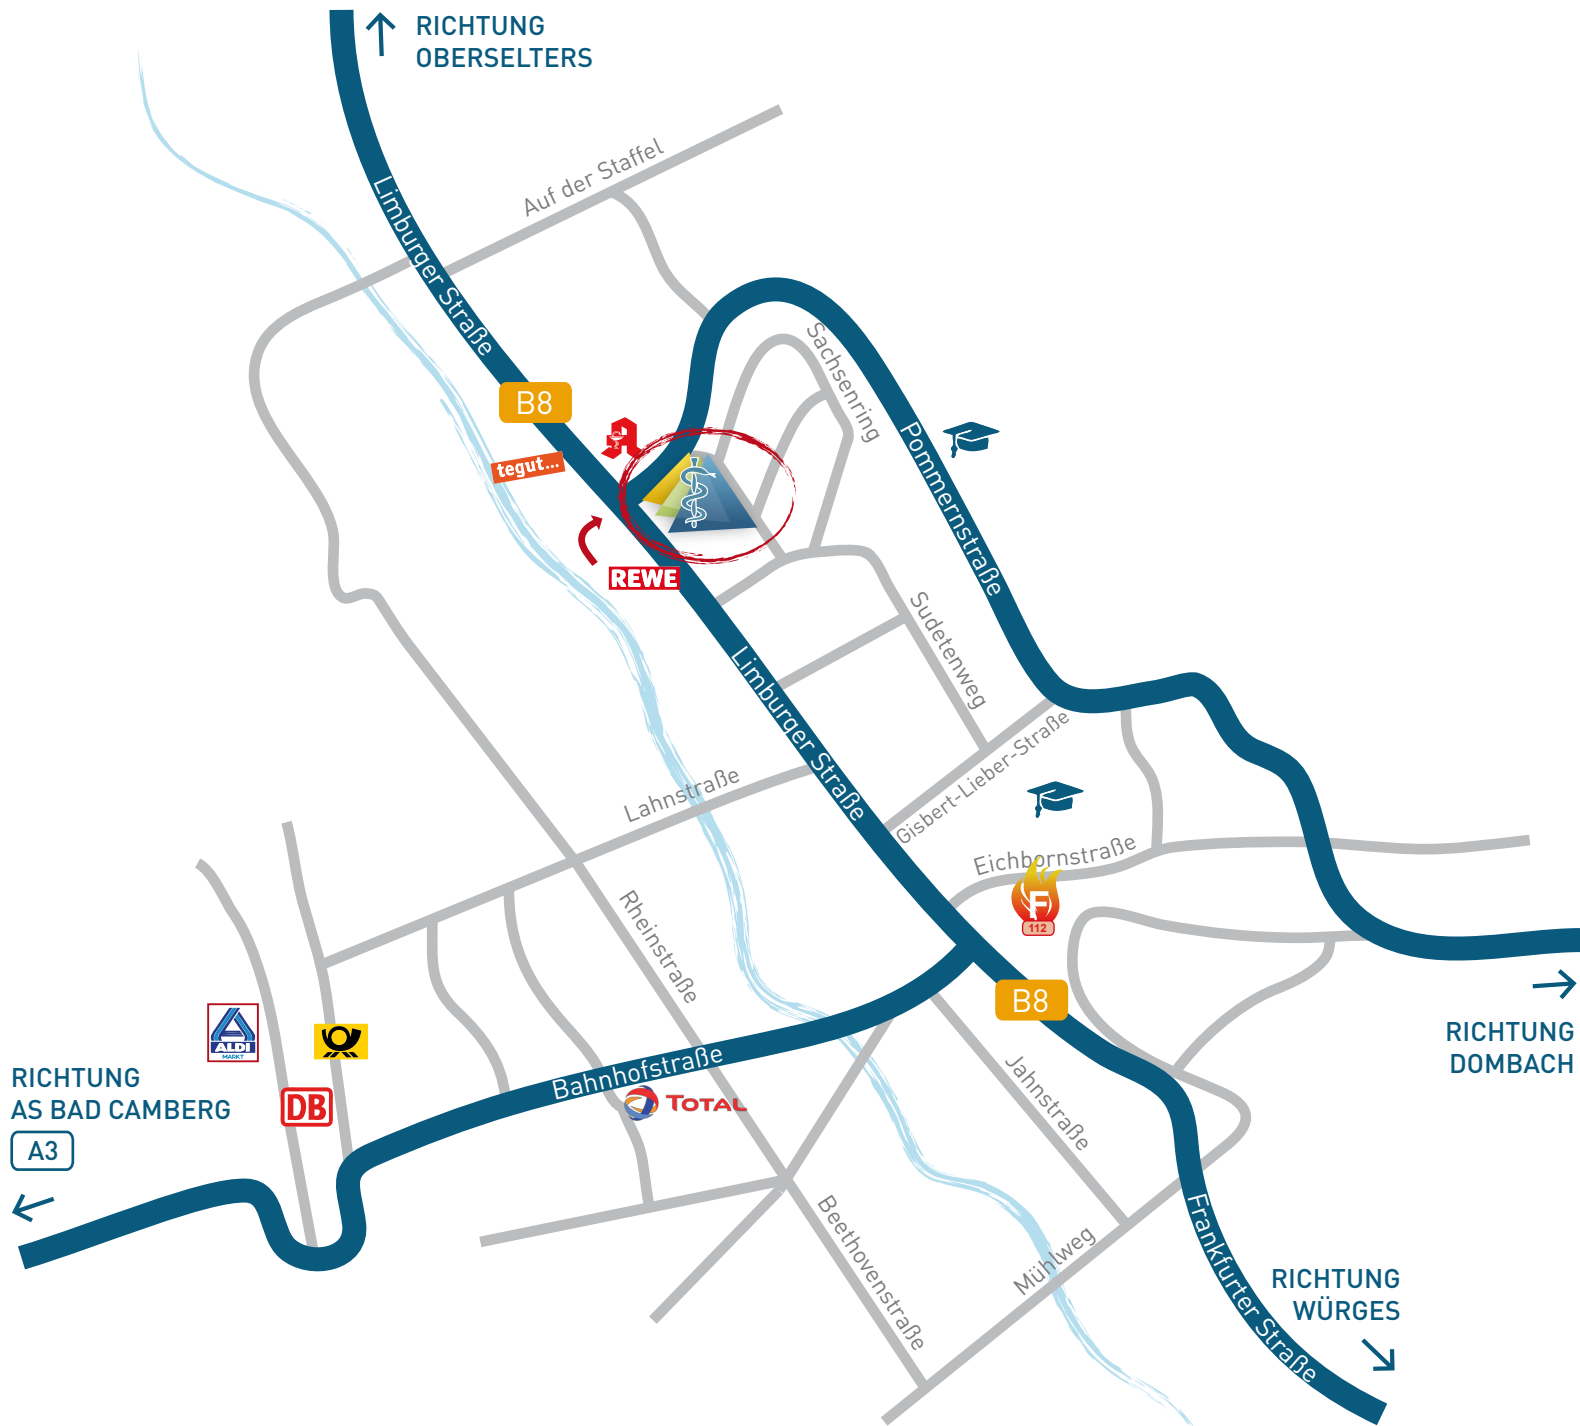 RICHTUNG
OBERSELTERS
Auf der Staffel
Limburger Straße
Sachsenring
B8
tegut...
Pommernstraße
REWE
Sudetenweg
Limburger Straße
Gisbert-Lieber-Straße
Lahnstraße
Eichbornstraße
F
112
Rheinstraße
B8
ALDI
MARKT
RICHTUNG
DOMBACH
RICHTUNG
AS BAD CAMBERG
A3
DB
Bahnhofstraße
TOTAL
Jahnstraße
Beethovenstraße
Mühlweg
Frankfurter Straße
RICHTUNG
WÜRGES